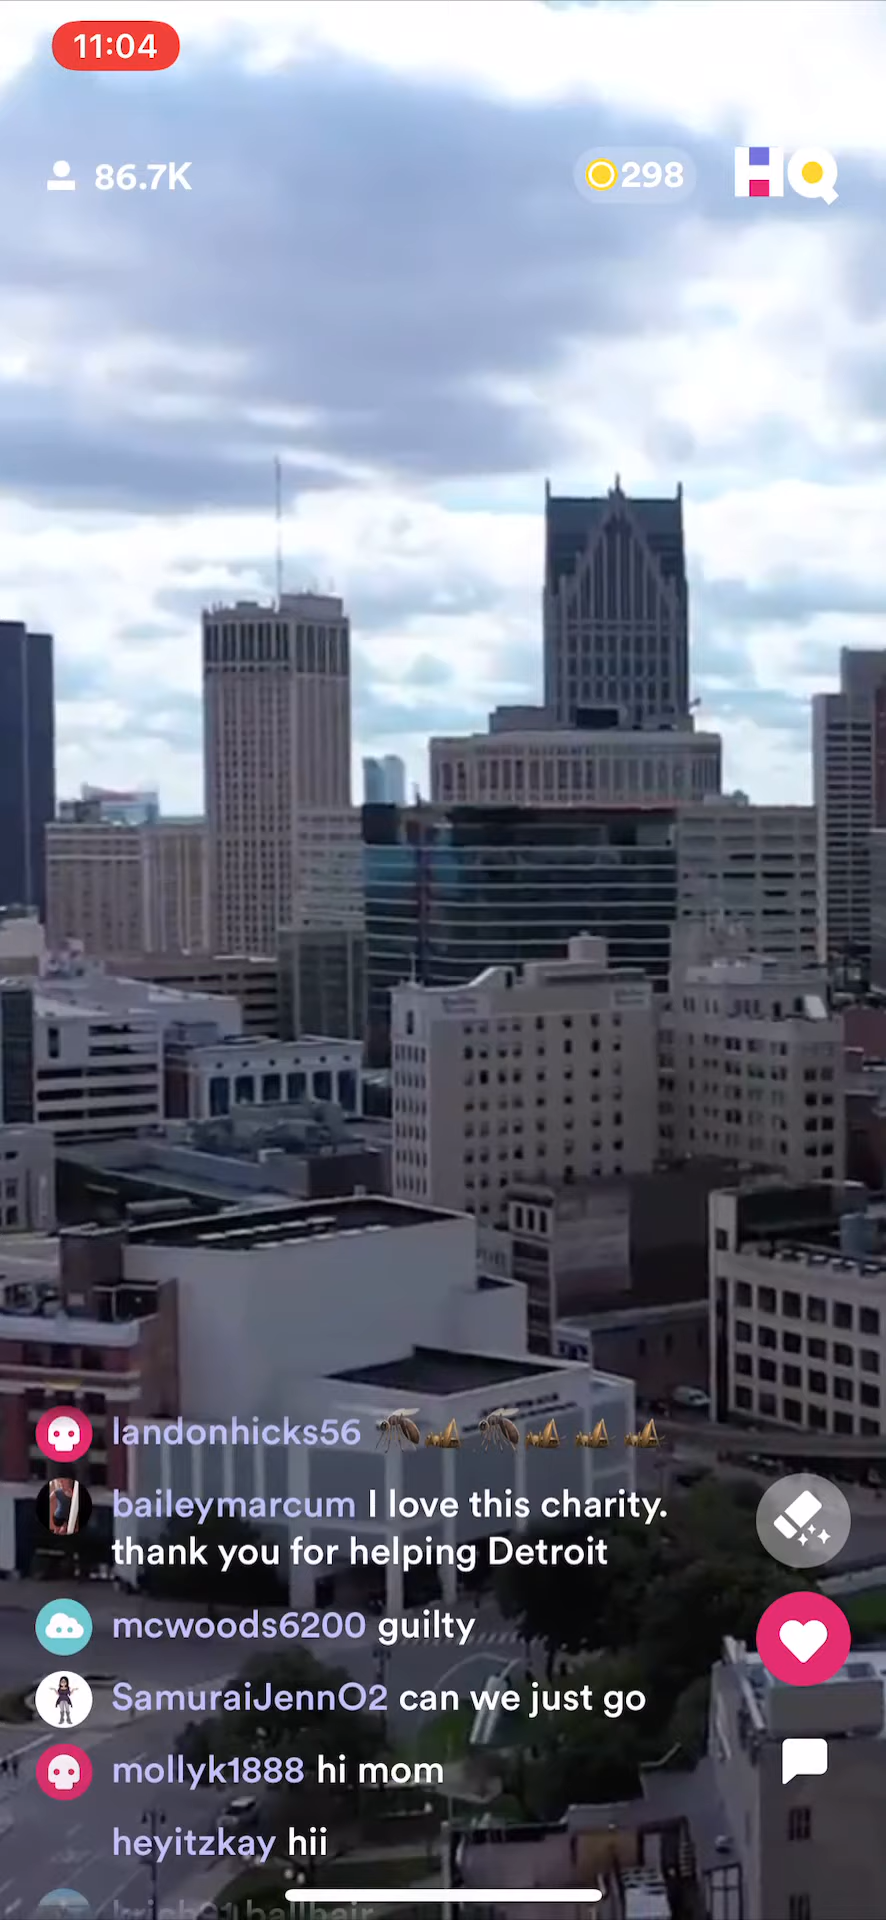 11:04
86.7K
298
HQ
landonhicks56
baileymarcum I love this charity.
thank you for helping Detroit
mcwoods6200 guilty
SamuraiJennO2 can we just go
mollyk1888 hi mom
heyitzkay hii